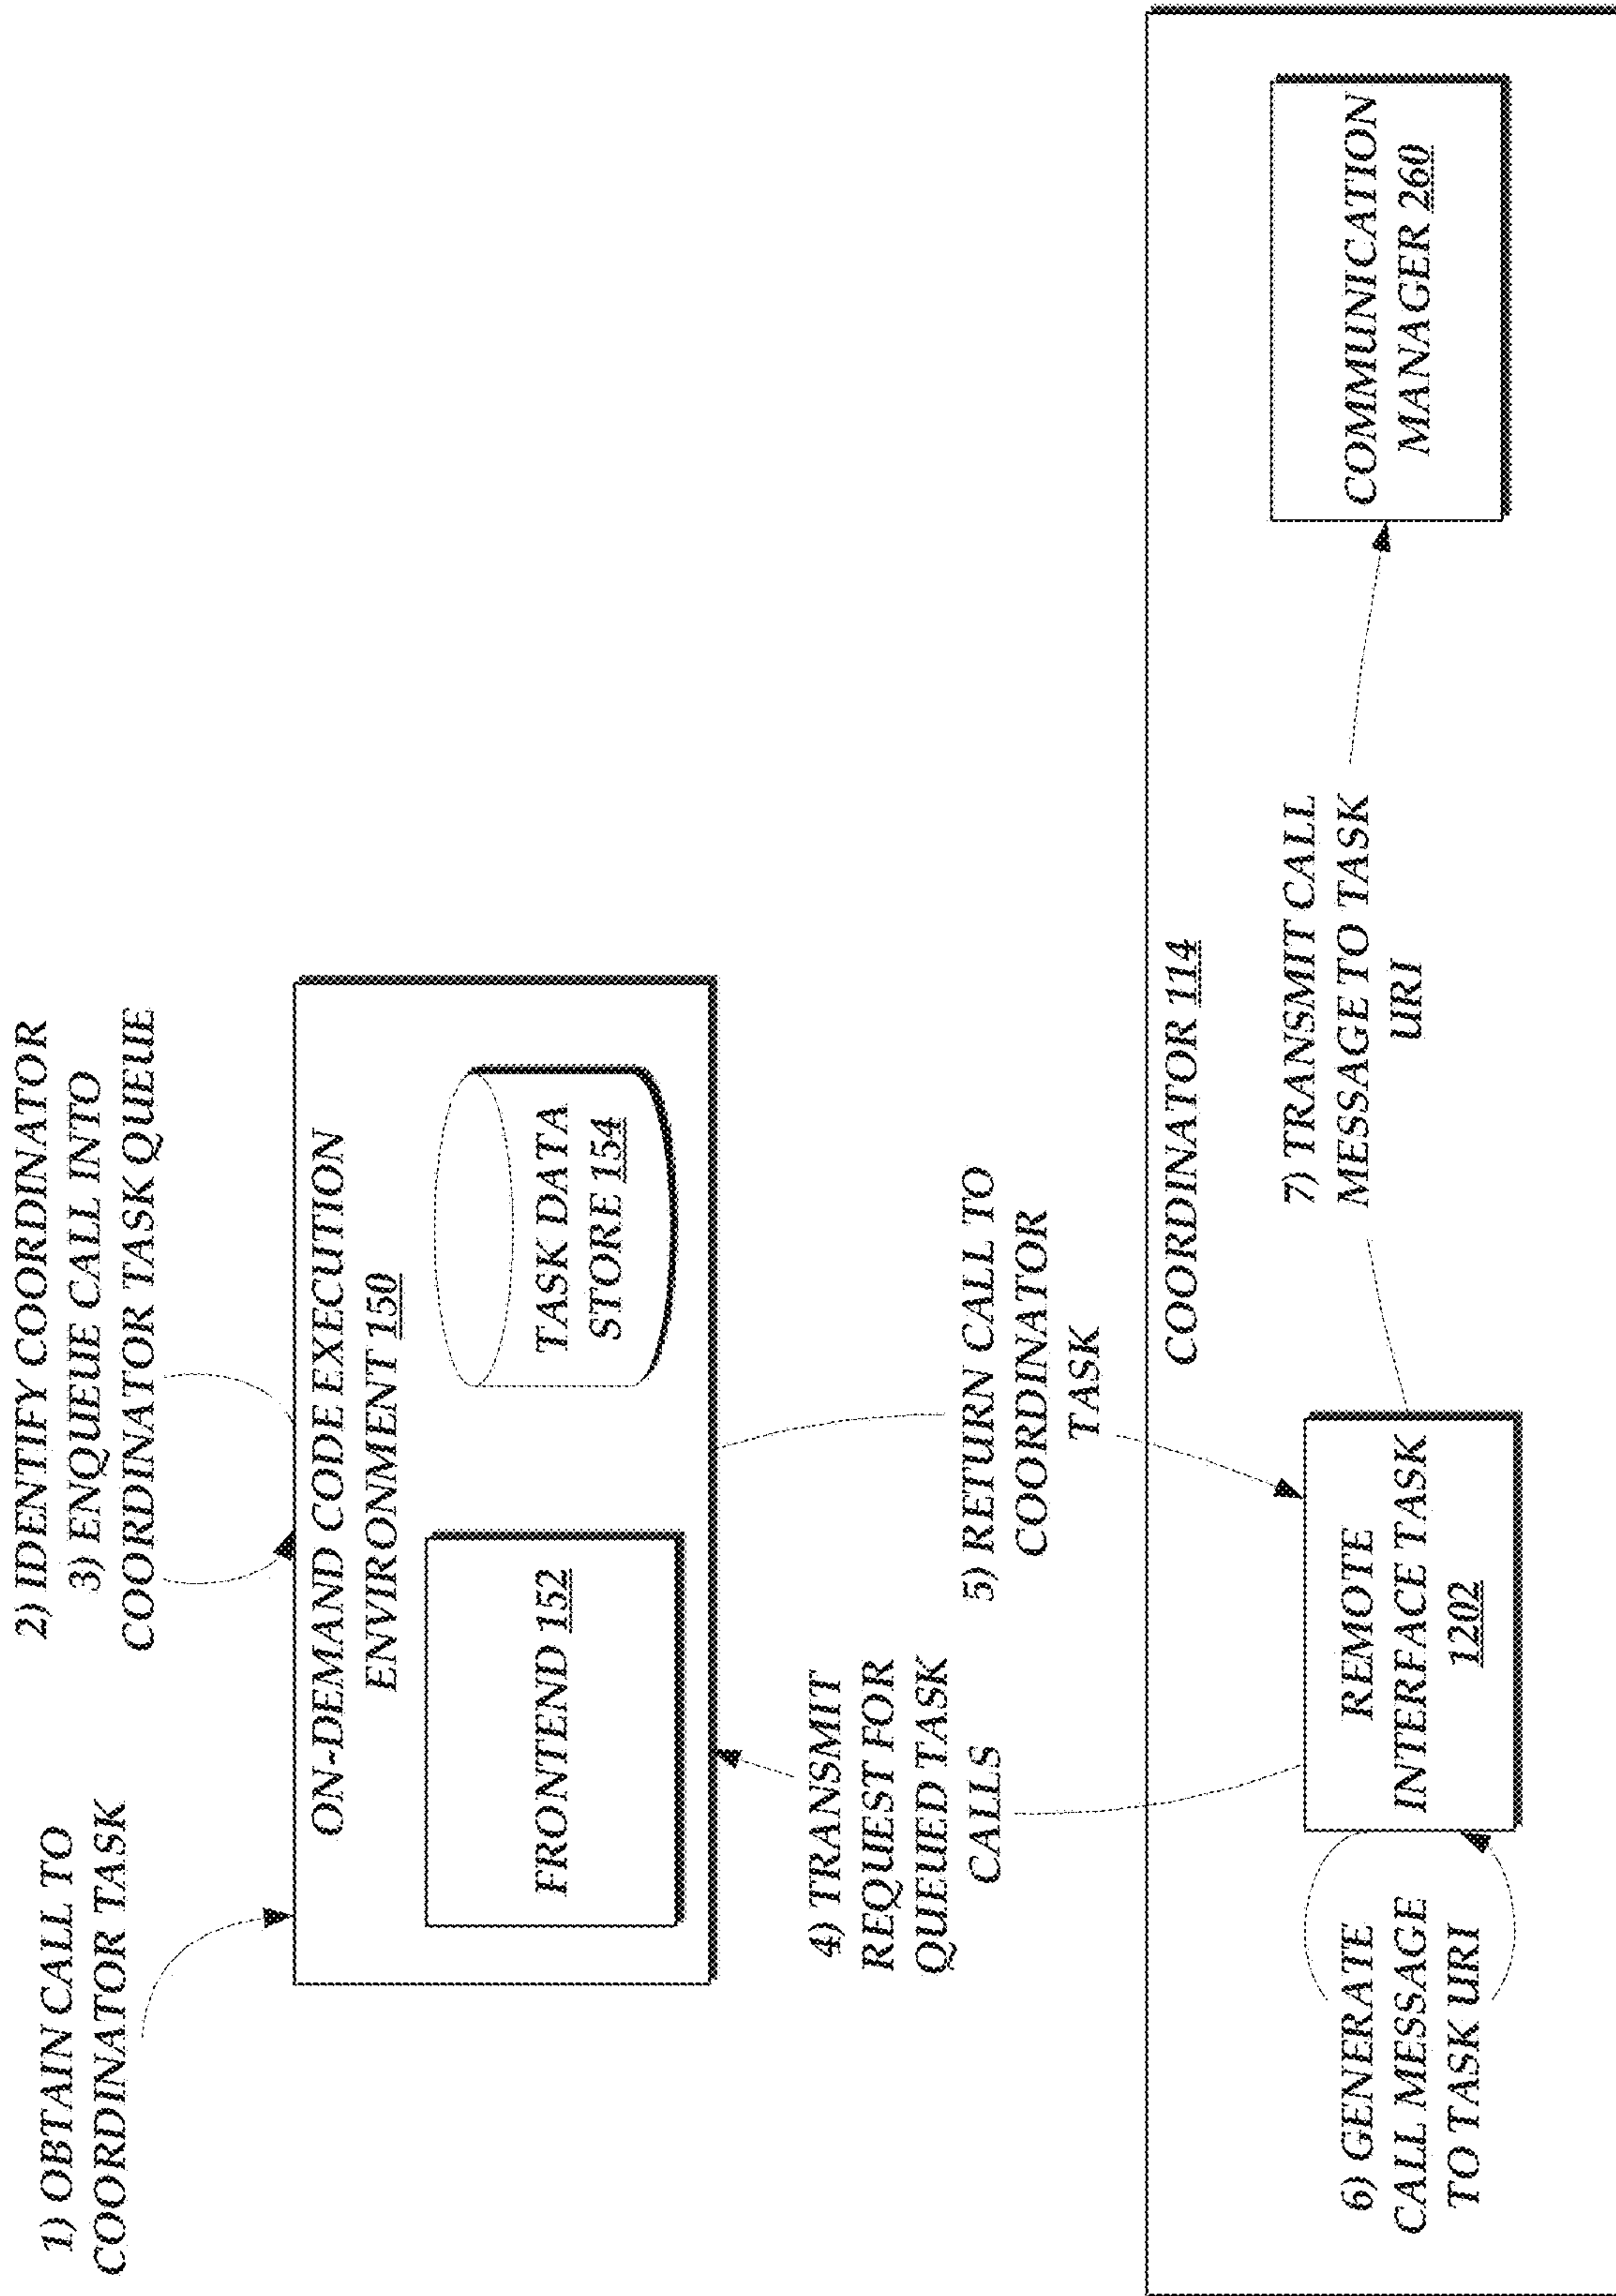 1) OBTAIN CALL TO
COORDINATOR TASK
2) IDENTIFY COORDINATOR
3) ENQUEUE CALL INTO
COORDINATOR TASK QUEUE
ON-DEMAND CODE EXECUTION
ENVIRONMENT 150
FRONTEND 152
TASK DATA
STORE 154
4) TRANSMIT
REQUEST FOR
QUEUED TASK
CALLS
5) RETURN CALL TO
COORDINATOR
TASK
COORDINATOR 114
6) GENERATE
CALL MESSAGE
TO TASK URI
REMOTE
INTERFACE TASK
1202
7) TRANSMIT CALL
MESSAGE TO TASK
URI
COMMUNICATION
MANAGER 260